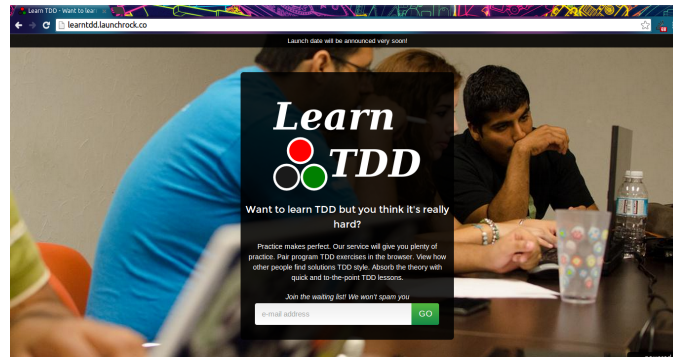 Learn TDD - Want to lea
learntdd.launchrock.co
Launch date will be announced very soon!
Learn
TDD
Want to learn TDD but you think it's really
hard?
Practice makes perfect. Our service will give you plenty of
practice. Pair program TDD exercises in the browser. View how
other people find solutions TDD style. Absorb the theory with
quick and to-the-point TDD lessons.
Join the waiting list! We won't spam you
e-mail address
GO